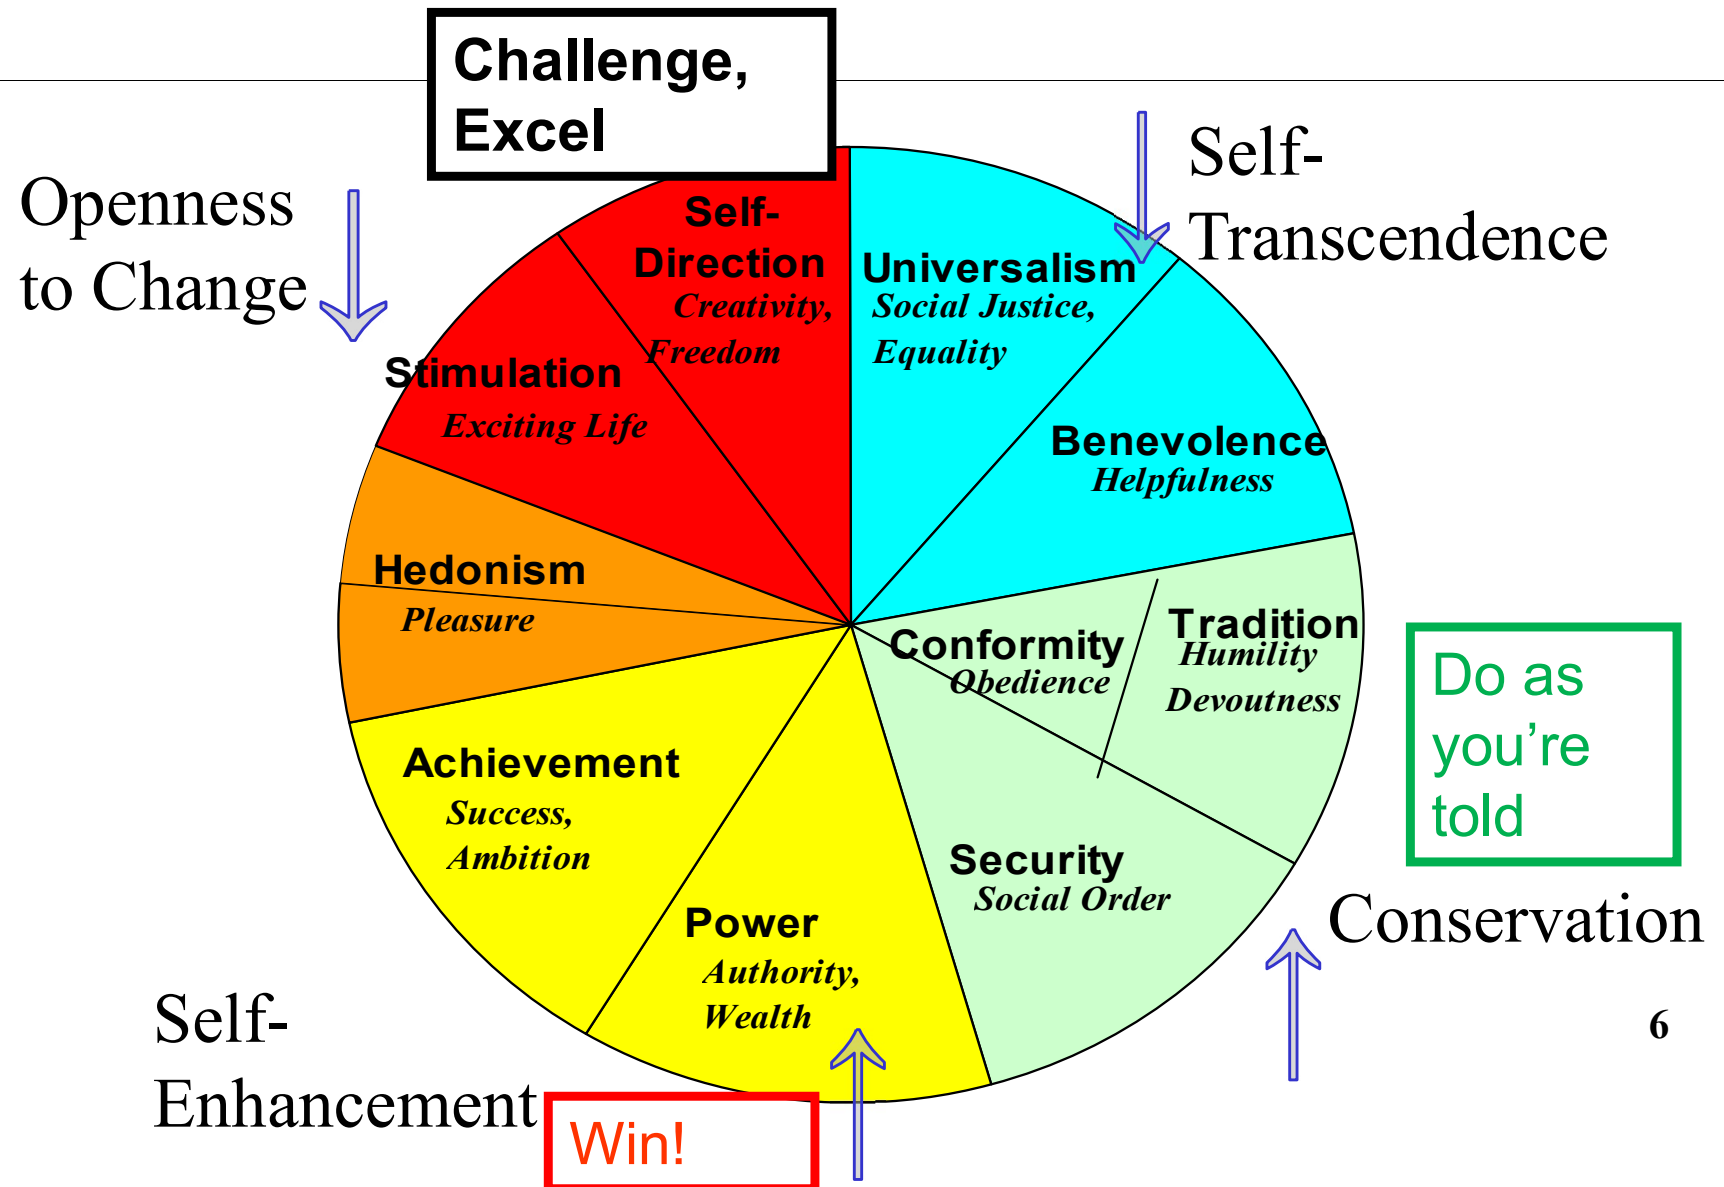 Challenge,
Excel
Openness
to Change
Self-
Transcendence
Self-
Direction
Creativity,
Freedom
Universalism
Social Justice,
Equality
Stimulation
Exciting Life
Benevolence
Helpfulness
Hedonism
Pleasure
Conformity
Obedience
Tradition
Humility
Devoutness
Do as
you’re
told
Achievement
Success,
Ambition
Security
Social Order
Conservation
Power
Authority,
Wealth
Self-
Enhancement
Win!
6